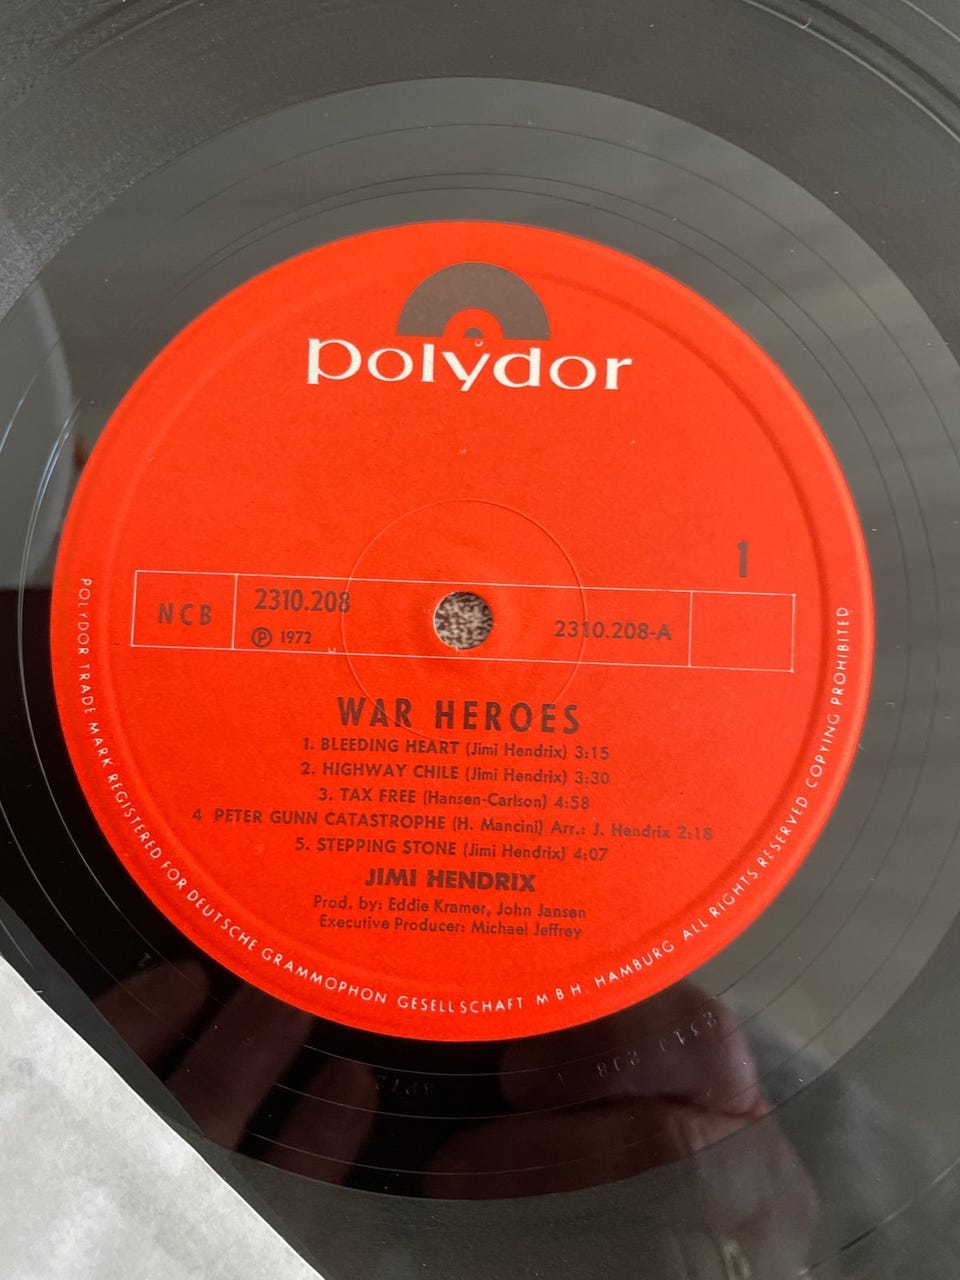 polydor
1
NCB
2310.208
Ⓟ 1972
2310.208-A
WAR HEROES
1. BLEEDING HEART (Jimi Hendrix) 3:15
2. HIGHWAY CHILE (Jimi Hendrix) 3:30
3. TAX FREE (Hansen-Carlson) 4:58
4 PETER GUNN CATASTROPHE (H. Mancini) Arr.: J. Hendrix 2:18
5. STEPPING STONE (Jimi Hendrix) 4:07
JIMI HENDRIX
Prod. by: Eddie Kramer, John Jansen
Executive Producer: Michael Jeffrey
POLYDOR TRADE MARK REGISTERED FOR DEUTSCHE GRAMMOPHON GESELLSCHAFT M B H. HAMBURG ALL RIGHTS RESERVED COPYING PROHIBITED